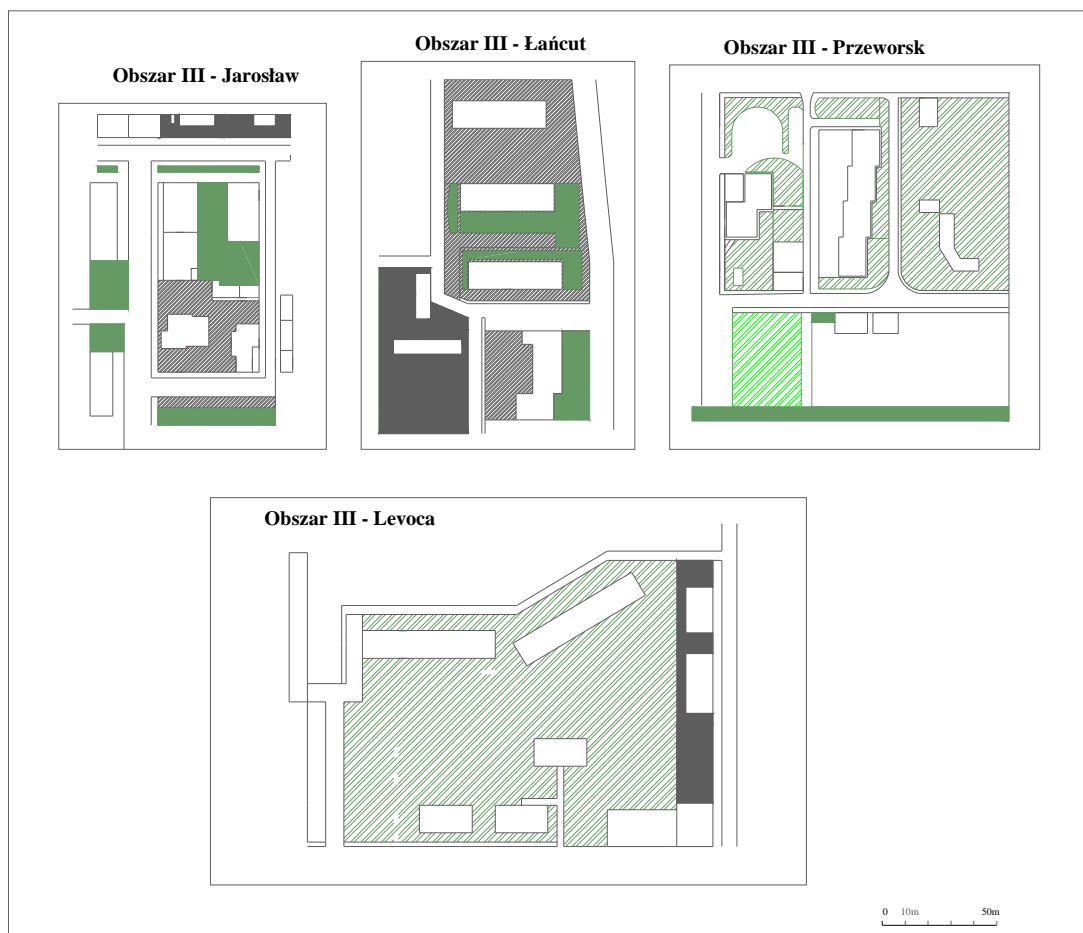 Obszar III - Jarosław
Obszar III - Łańcut
Obszar III - Przeworsk
Obszar III - Levoca
0 10m 50m